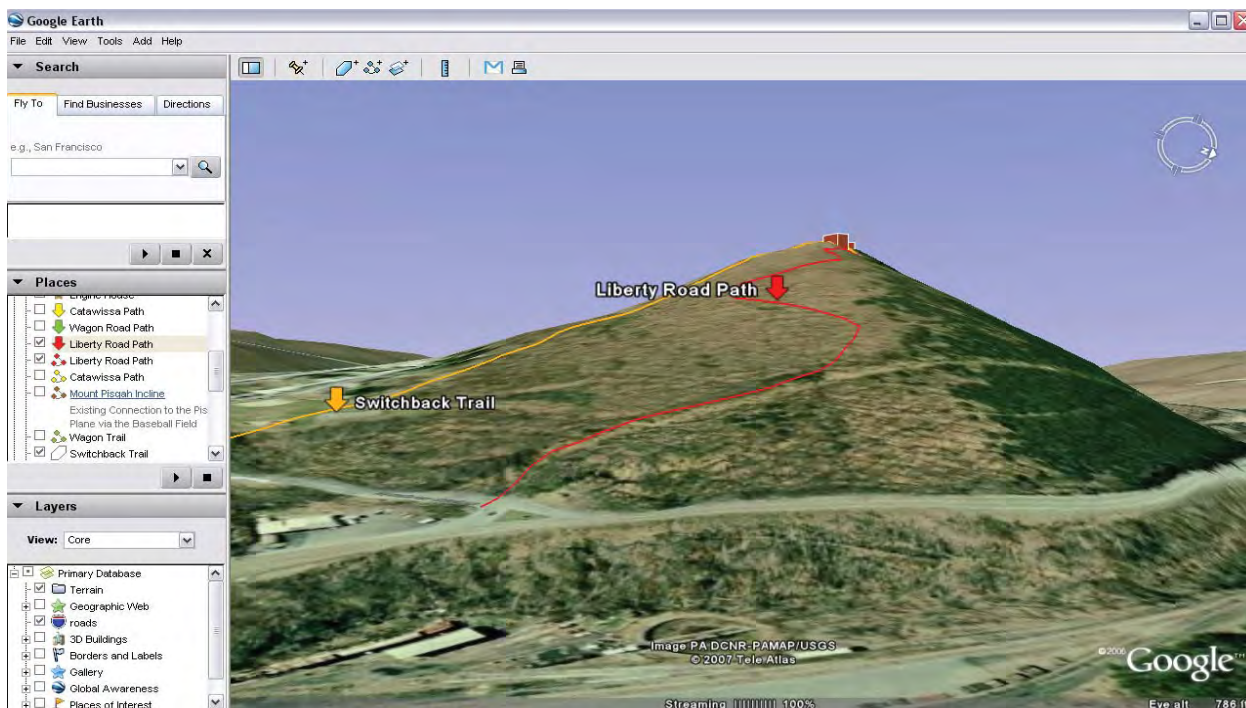 Google Earth
File Edit View Tools Add Help
Search
Fly To Find Businesses Directions
e.g., San Francisco
Places
Catawissa Path
Wagon Road Path
Liberty Road Path
Liberty Road Path
Catawissa Path
Mount Pisgah Incline
Existing Connection to the Pis
Plane via the Baseball Field
Wagon Trail
Switchback Trail
Layers
View: Core
Primary Database
Terrain
Geographic Web
roads
3D Buildings
Borders and Labels
Gallery
Global Awareness
Places of Interest
N
Liberty Road Path
Switchback Trail
Image PA DCNR-PAMAP/USGS
© 2007 Tele Atlas
©2006 Google™
Streaming 100% Eye alt 786 ft